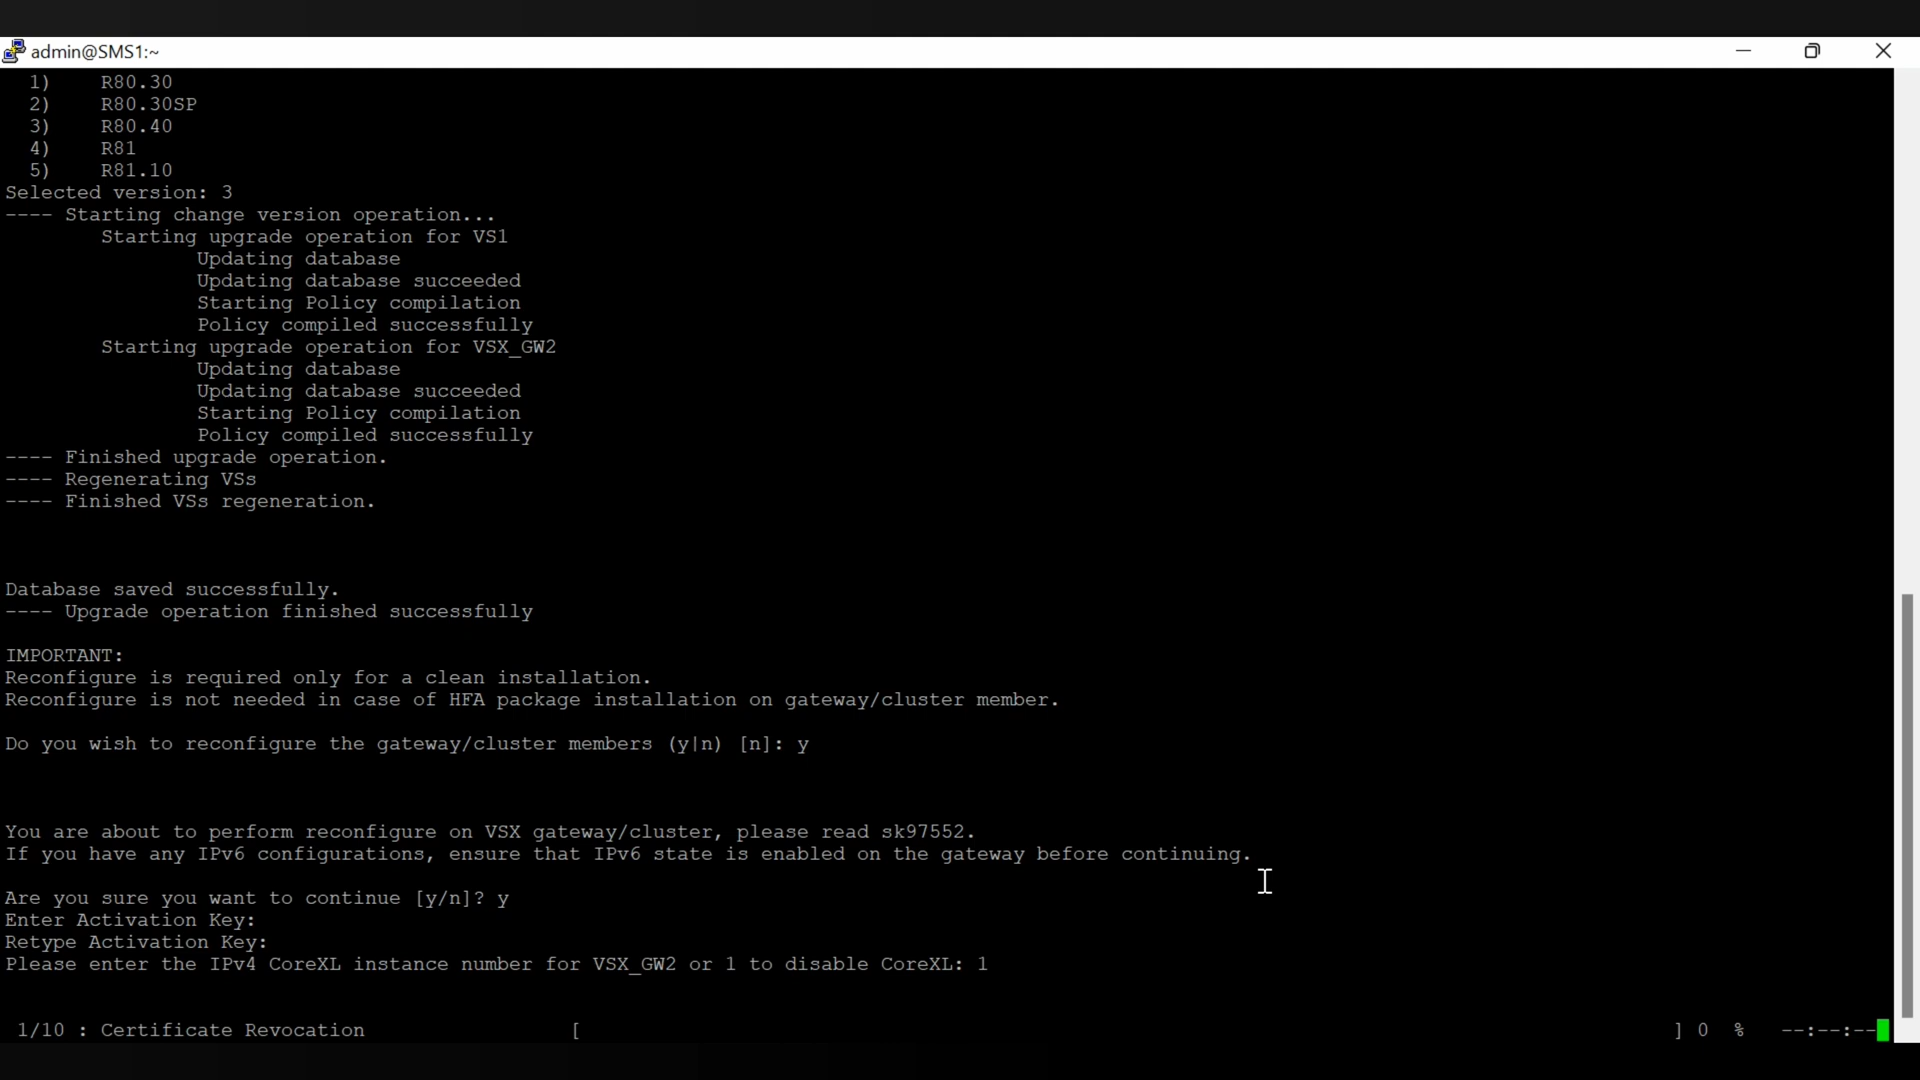 admin@SMS1:~
1) R80.30
2) R80.30SP
3) R80.40
4) R81
5) R81.10
Selected version: 3
---- Starting change version operation...
Starting upgrade operation for VS1
Updating database
Updating database succeeded
Starting Policy compilation
Policy compiled successfully
Starting upgrade operation for VSX_GW2
Updating database
Updating database succeeded
Starting Policy compilation
Policy compiled successfully
---- Finished upgrade operation.
---- Regenerating VSs
---- Finished VSs regeneration.
Database saved successfully.
---- Upgrade operation finished successfully
IMPORTANT:
Reconfigure is required only for a clean installation.
Reconfigure is not needed in case of HFA package installation on gateway/cluster member.
Do you wish to reconfigure the gateway/cluster members (y|n) [n]: y
You are about to perform reconfigure on VSX gateway/cluster, please read sk97552.
If you have any IPv6 configurations, ensure that IPv6 state is enabled on the gateway before continuing.
Are you sure you want to continue [y/n]? y
Enter Activation Key:
Retype Activation Key:
Please enter the IPv4 CoreXL instance number for VSX_GW2 or 1 to disable CoreXL: 1
1/10 : Certificate Revocation [ ] 0 % --:--:--